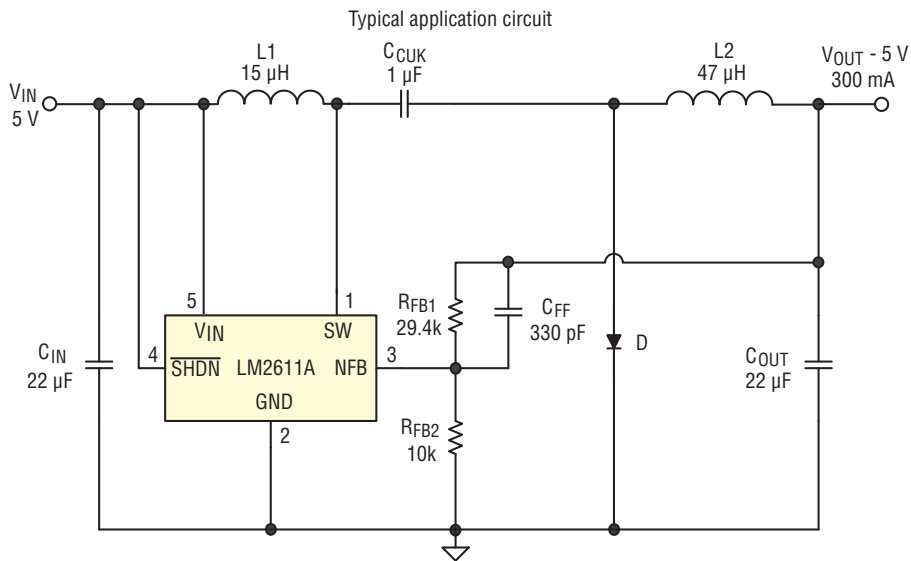 Typical application circuit
L1
15 µH
CCUK
1 µF
L2
47 µH
VOUT - 5 V
300 mA
VIN
5 V
5
1
VIN
SW
RFB1
29.4k
CFF
330 pF
CIN
22 µF
4
SHDN
LM2611A
NFB
3
D
COUT
22 µF
GND
2
RFB2
10k